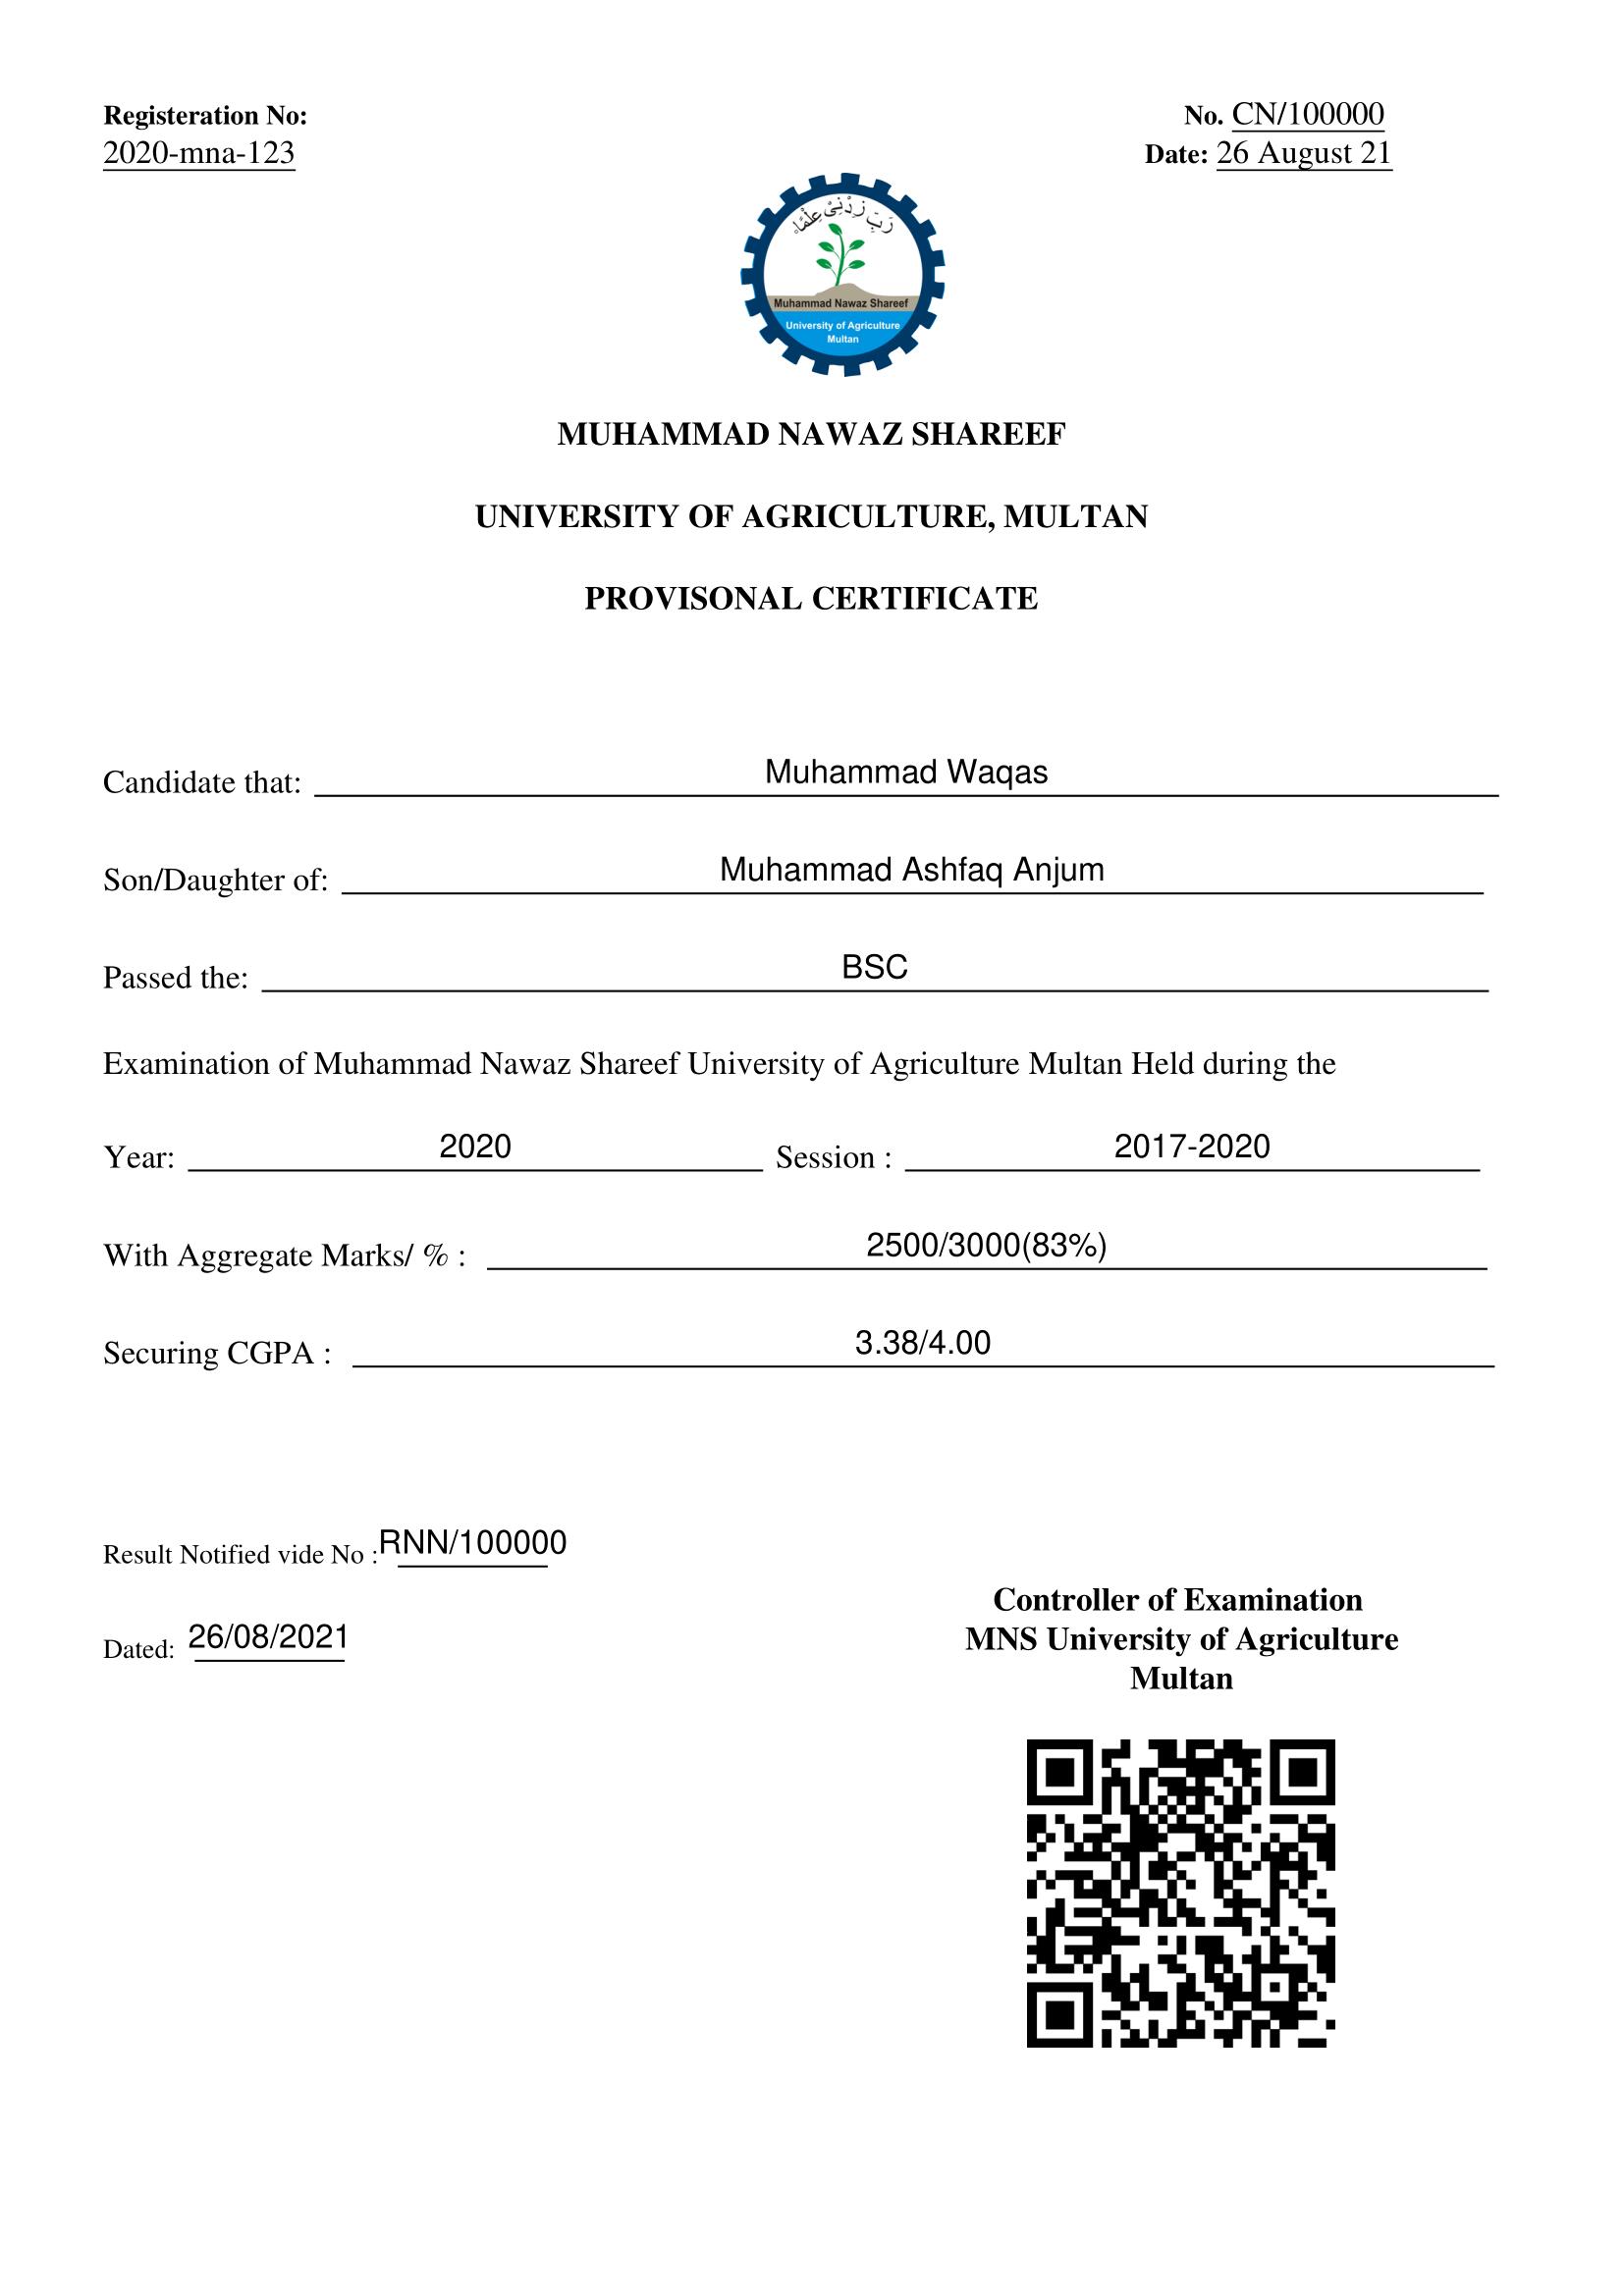 Registeration No:
2020-mna-123
No. CN/100000
Date: 26 August 21
رَبِّ زِدْنِیْ عِلْمًا
Muhammad Nawaz Shareef
University of Agriculture
Multan
MUHAMMAD NAWAZ SHAREEF
UNIVERSITY OF AGRICULTURE, MULTAN
PROVISONAL CERTIFICATE
Candidate that: Muhammad Waqas
Son/Daughter of: Muhammad Ashfaq Anjum
Passed the: BSC
Examination of Muhammad Nawaz Shareef University of Agriculture Multan Held during the
Year: 2020 Session : 2017-2020
With Aggregate Marks/ % : 2500/3000(83%)
Securing CGPA : 3.38/4.00
Result Notified vide No :RNN/100000
Dated: 26/08/2021
Controller of Examination
MNS University of Agriculture
Multan